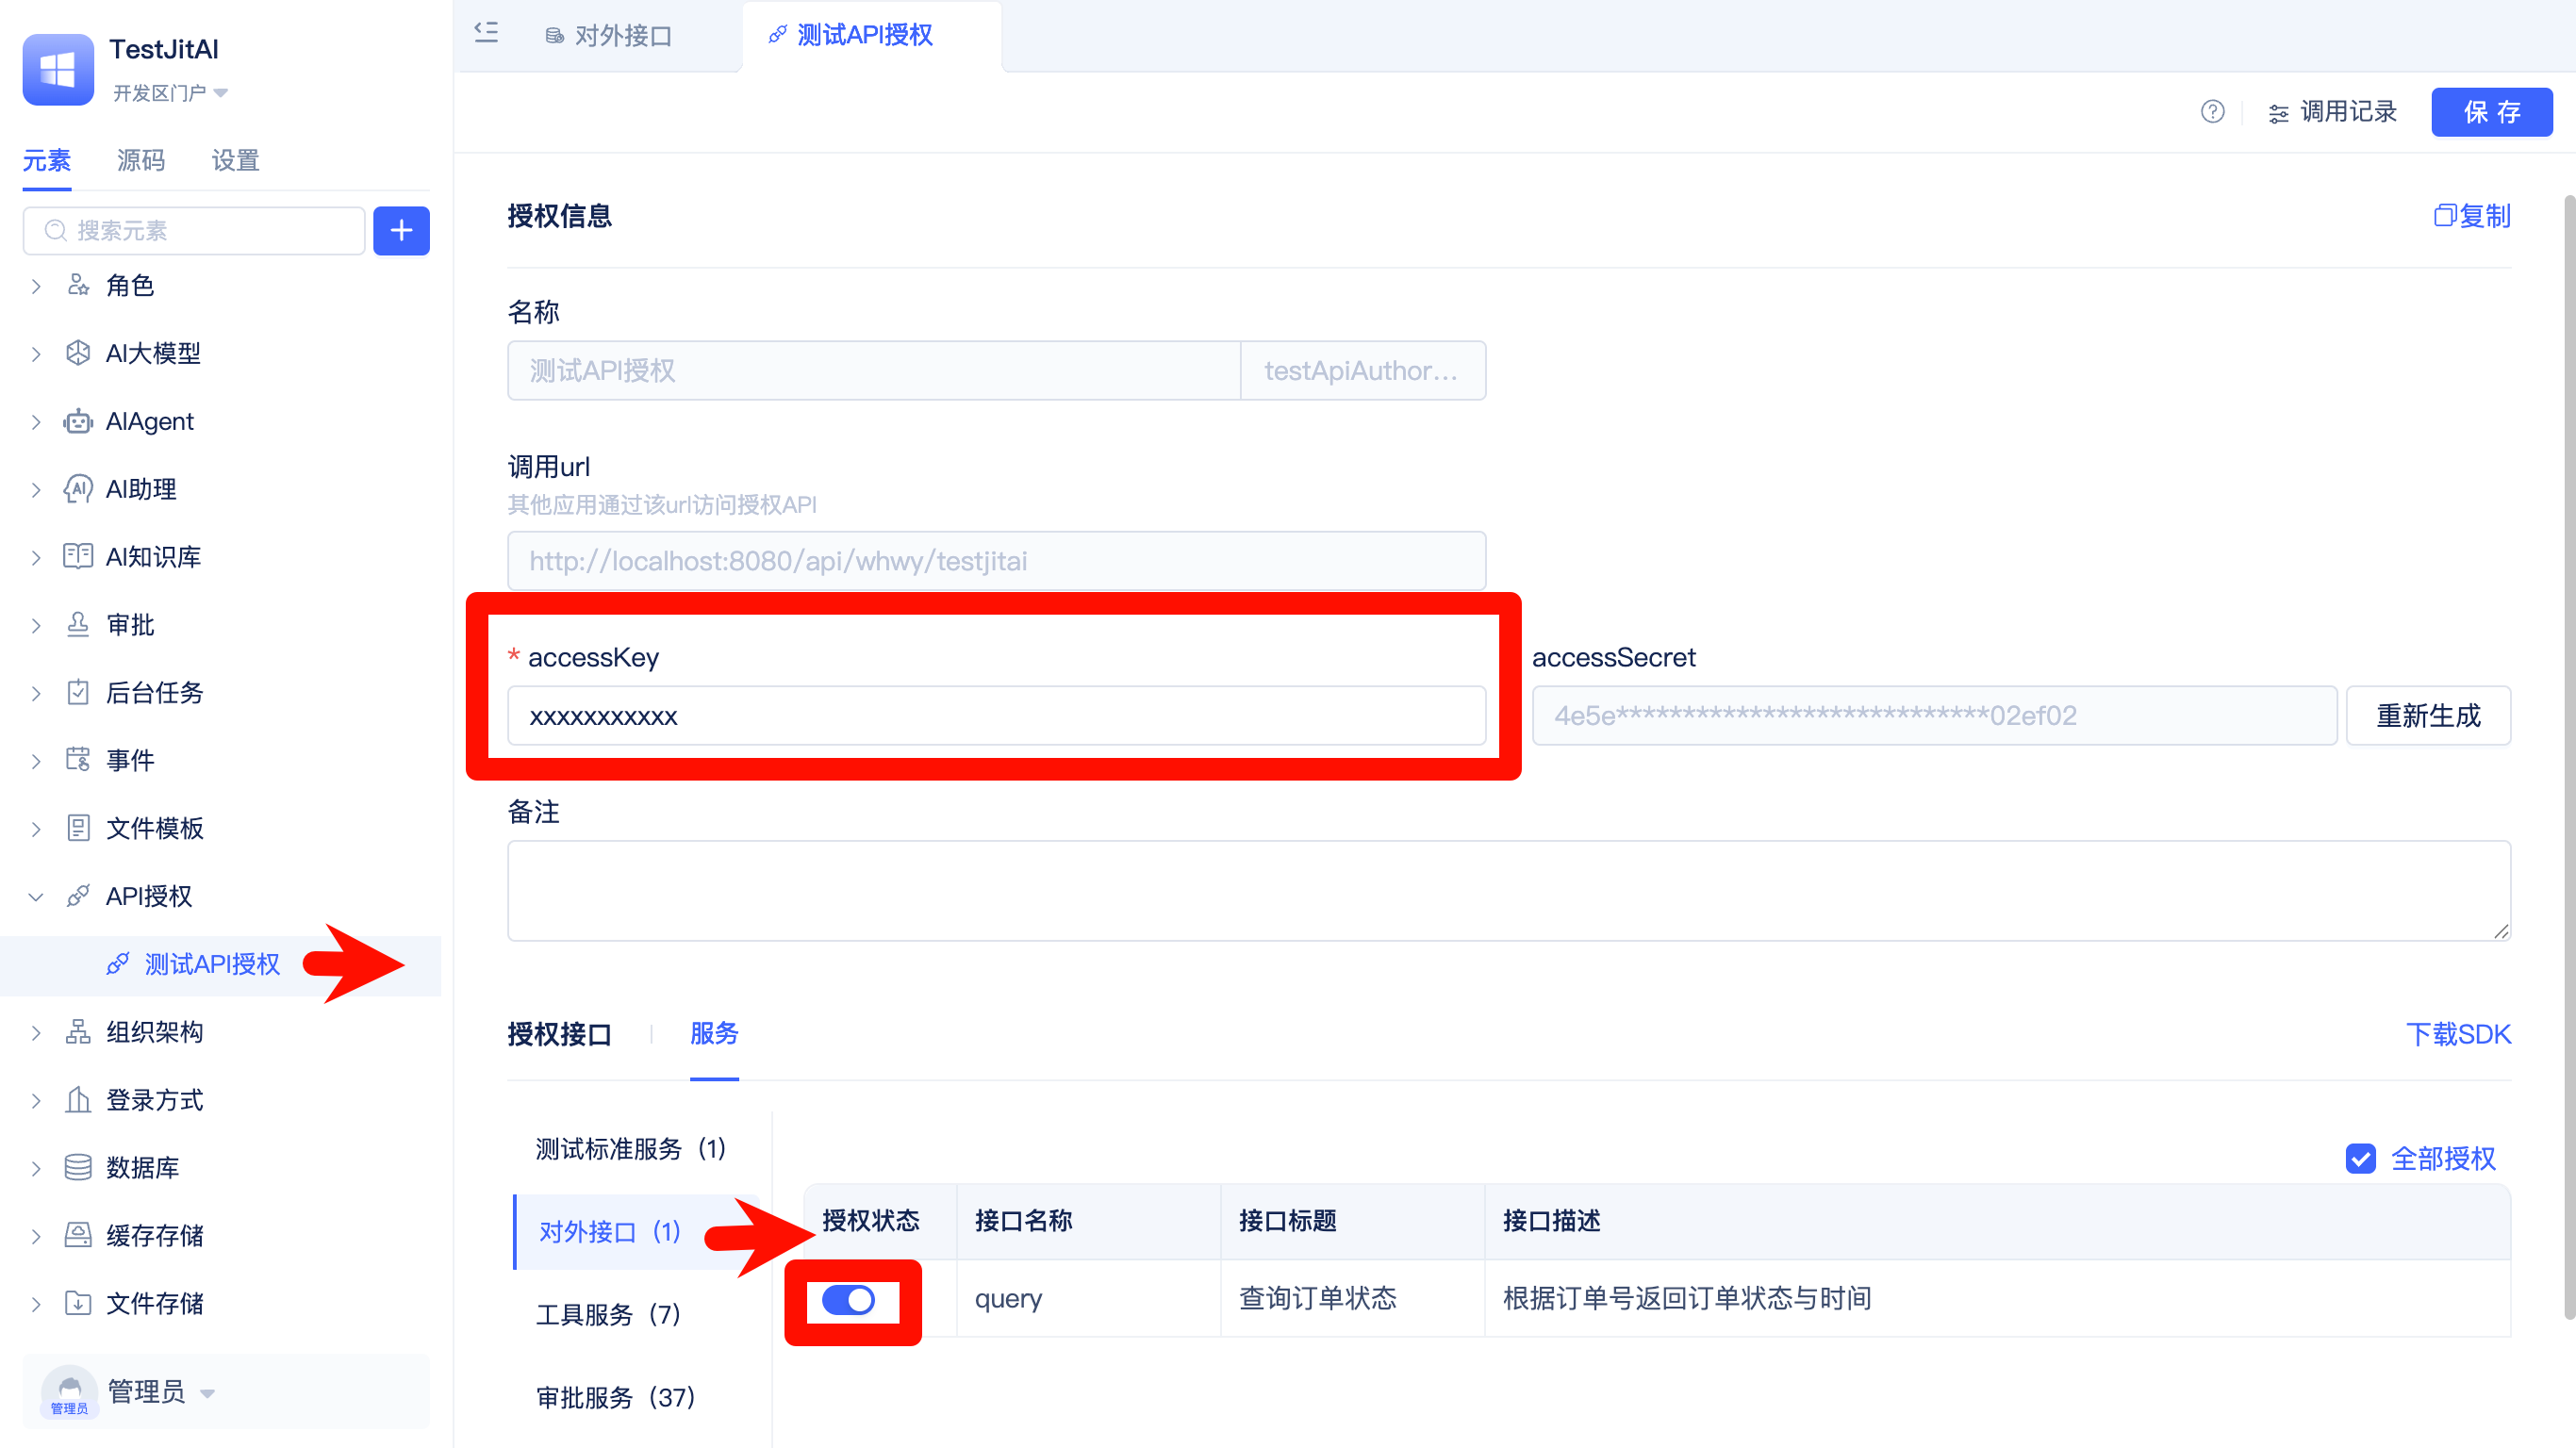 TestJitAI
开发区门户
元素 源码 设置
搜索元素
角色
AI大模型
AIAgent
AI助理
AI知识库
审批
后台任务
事件
文件模板
API授权
测试API授权
组织架构
登录方式
数据库
缓存存储
文件存储
管理员
管理员
对外接口
测试API授权
调用记录
保 存
授权信息
复制
名称
测试API授权
testApiAuthor...
调用url
其他应用通过该url访问授权API
http://localhost:8080/api/whwy/testjitai
* accessKey
xxxxxxxxxxx
accessSecret
4e5e****************************02ef02
重新生成
备注
授权接口
服务
下载SDK
测试标准服务（1）
对外接口（1）
工具服务（7）
审批服务（37）
全部授权
授权状态 接口名称 接口标题 接口描述
query 查询订单状态 根据订单号返回订单状态与时间